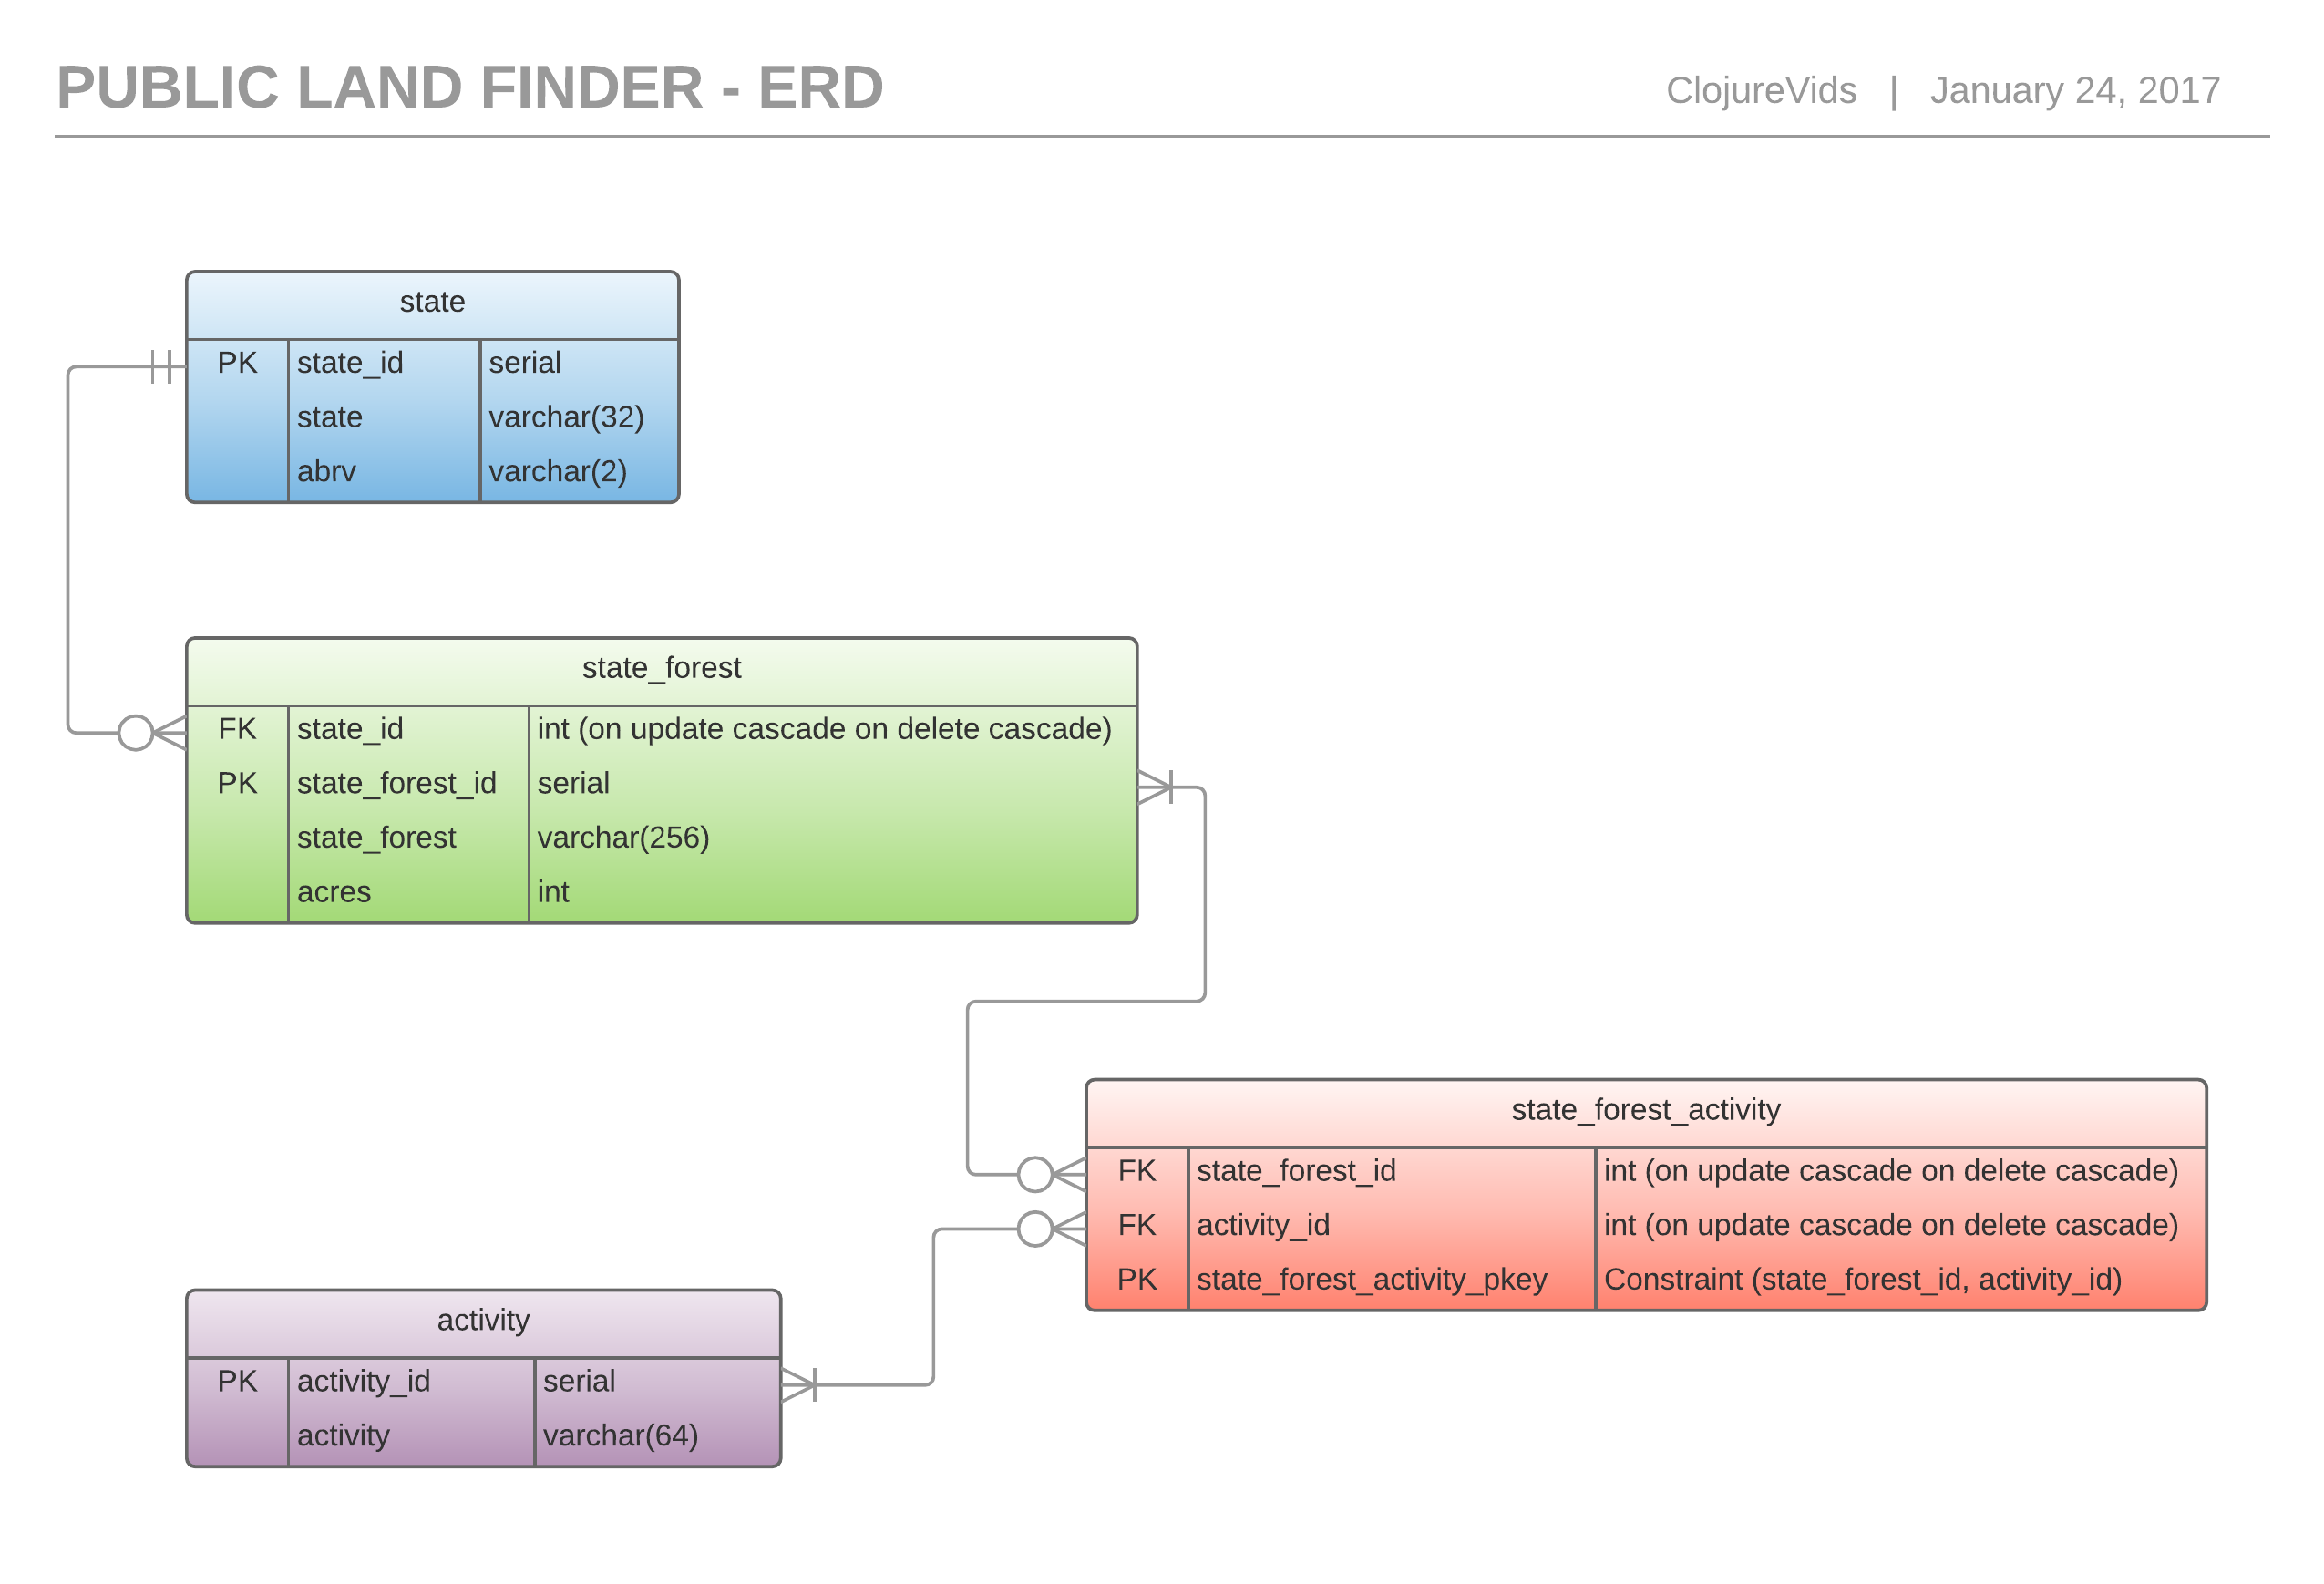 PUBLIC LAND FINDER - ERD
ClojureVids | January 24, 2017
state
PK state_id serial
state varchar(32)
abrv varchar(2)
state_forest
FK state_id int (on update cascade on delete cascade)
PK state_forest_id serial
state_forest varchar(256)
acres int
state_forest_activity
FK state_forest_id int (on update cascade on delete cascade)
FK activity_id int (on update cascade on delete cascade)
PK state_forest_activity_pkey Constraint (state_forest_id, activity_id)
activity
PK activity_id serial
activity varchar(64)